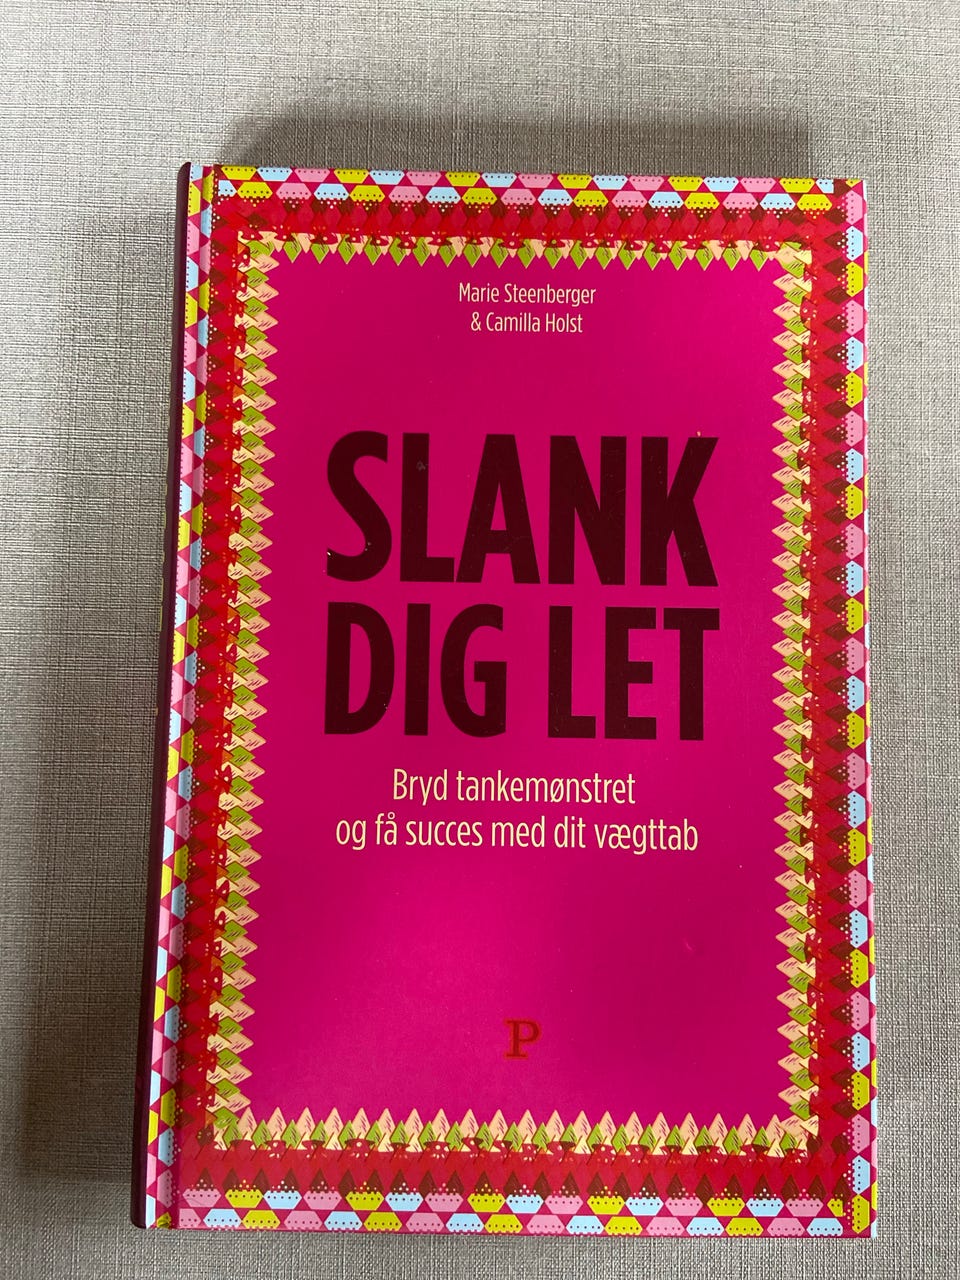 Marie Steenberger
& Camilla Holst
SLANK
DIG LET
Bryd tankemønstret
og få succes med dit vægttab
P